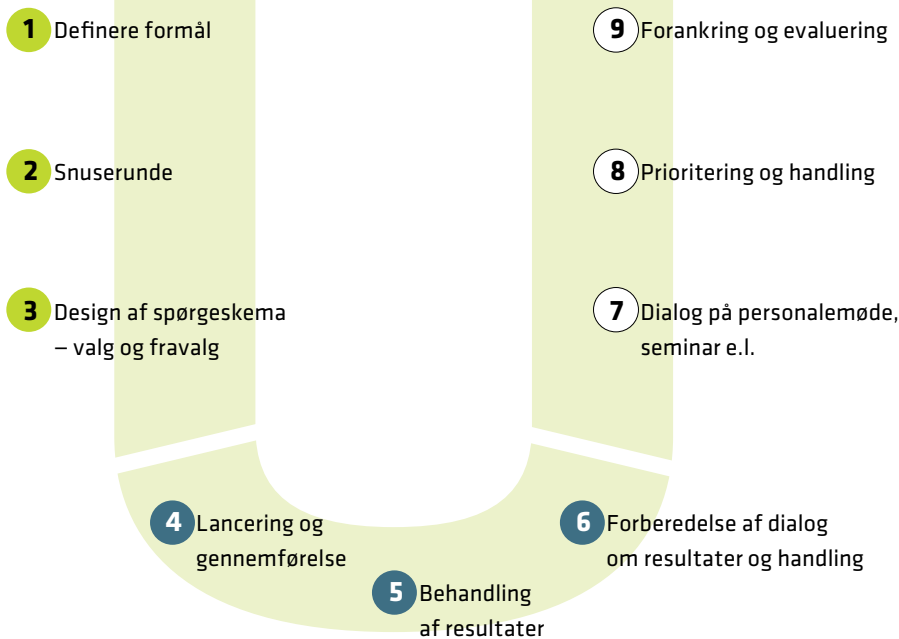 1 Definere formål
2 Snuserunde
3 Design af spørgeskema
– valg og fravalg
4 Lancering og
gennemførelse
5 Behandling
af resultater
6 Forberedelse af dialog
om resultater og handling
7 Dialog på personalemøde,
seminar e.l.
8 Prioritering og handling
9 Forankring og evaluering